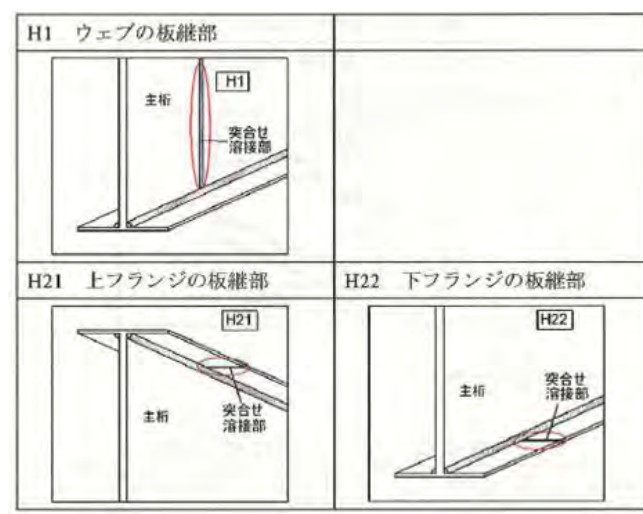 H1 ウェブの板継部
H1
主桁
突合せ
溶接部
H21 上フランジの板継部
H22 下フランジの板継部
H21
突合せ
溶接部
主桁
H22
主桁
突合せ
溶接部